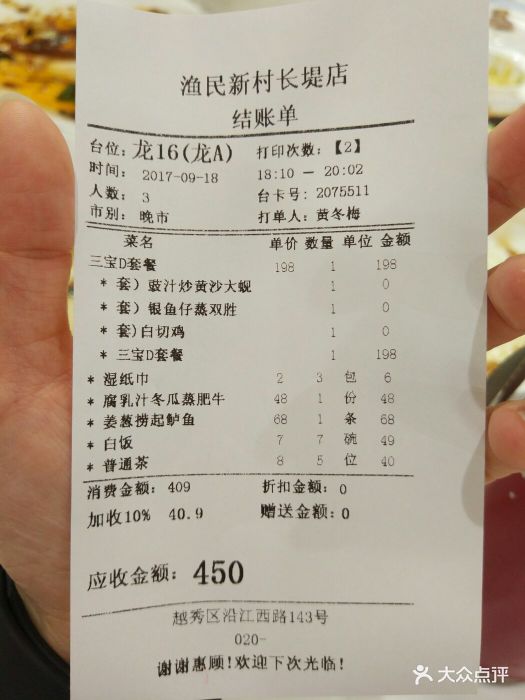 渔民新村长堤店
结账单
台位: 龙16(龙A) 打印次数:【2】
时间: 2017-09-18 18:10 — 20:02
人数: 3 台卡号: 2075511
市别: 晚市 打单人: 黄冬梅
菜名 单价 数量 单位 金额
三宝D套餐 198 1 198
* 套) 豉汁炒黄沙大蚬 1 0
* 套) 银鱼仔蒸双胜 1 0
* 套)白切鸡 1 0
* 三宝D套餐 1 198
* 湿纸巾 2 3 包 6
* 腐乳汁冬瓜蒸肥牛 48 1 份 48
* 姜葱捞起鲈鱼 68 1 条 68
* 白饭 7 7 碗 49
* 普通茶 8 5 位 40
消费金额: 409 折扣金额: 0
加收10% 40.9 赠送金额: 0
应收金额: 450
越秀区沿江西路143号
020-
谢谢惠顾!欢迎下次光临!
大众点评